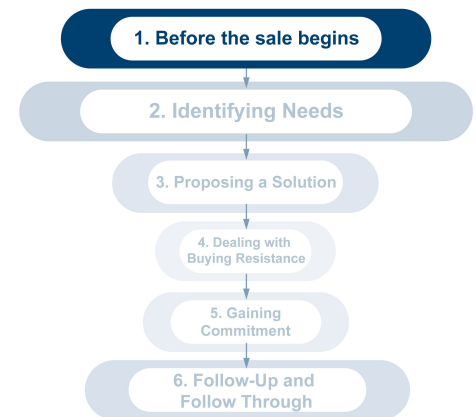 1. Before the sale begins
2. Identifying Needs
3. Proposing a Solution
4. Dealing with
Buying Resistance
5. Gaining
Commitment
6. Follow-Up and
Follow Through